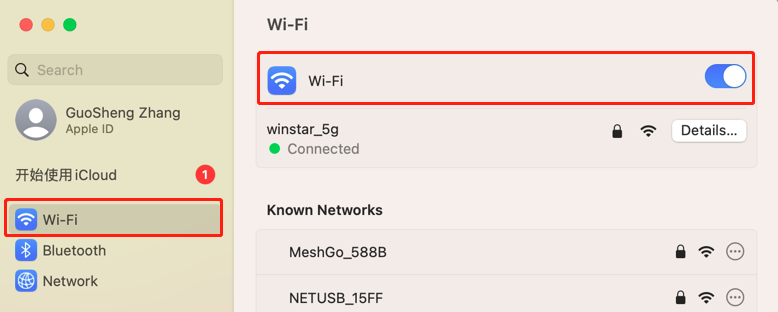 Wi-Fi
Search
GuoSheng Zhang
Apple ID
开始使用 iCloud
1
Wi-Fi
Bluetooth
Network
Wi-Fi
winstar_5g
Details...
Connected
Known Networks
MeshGo_588B
NETUSB_15FF